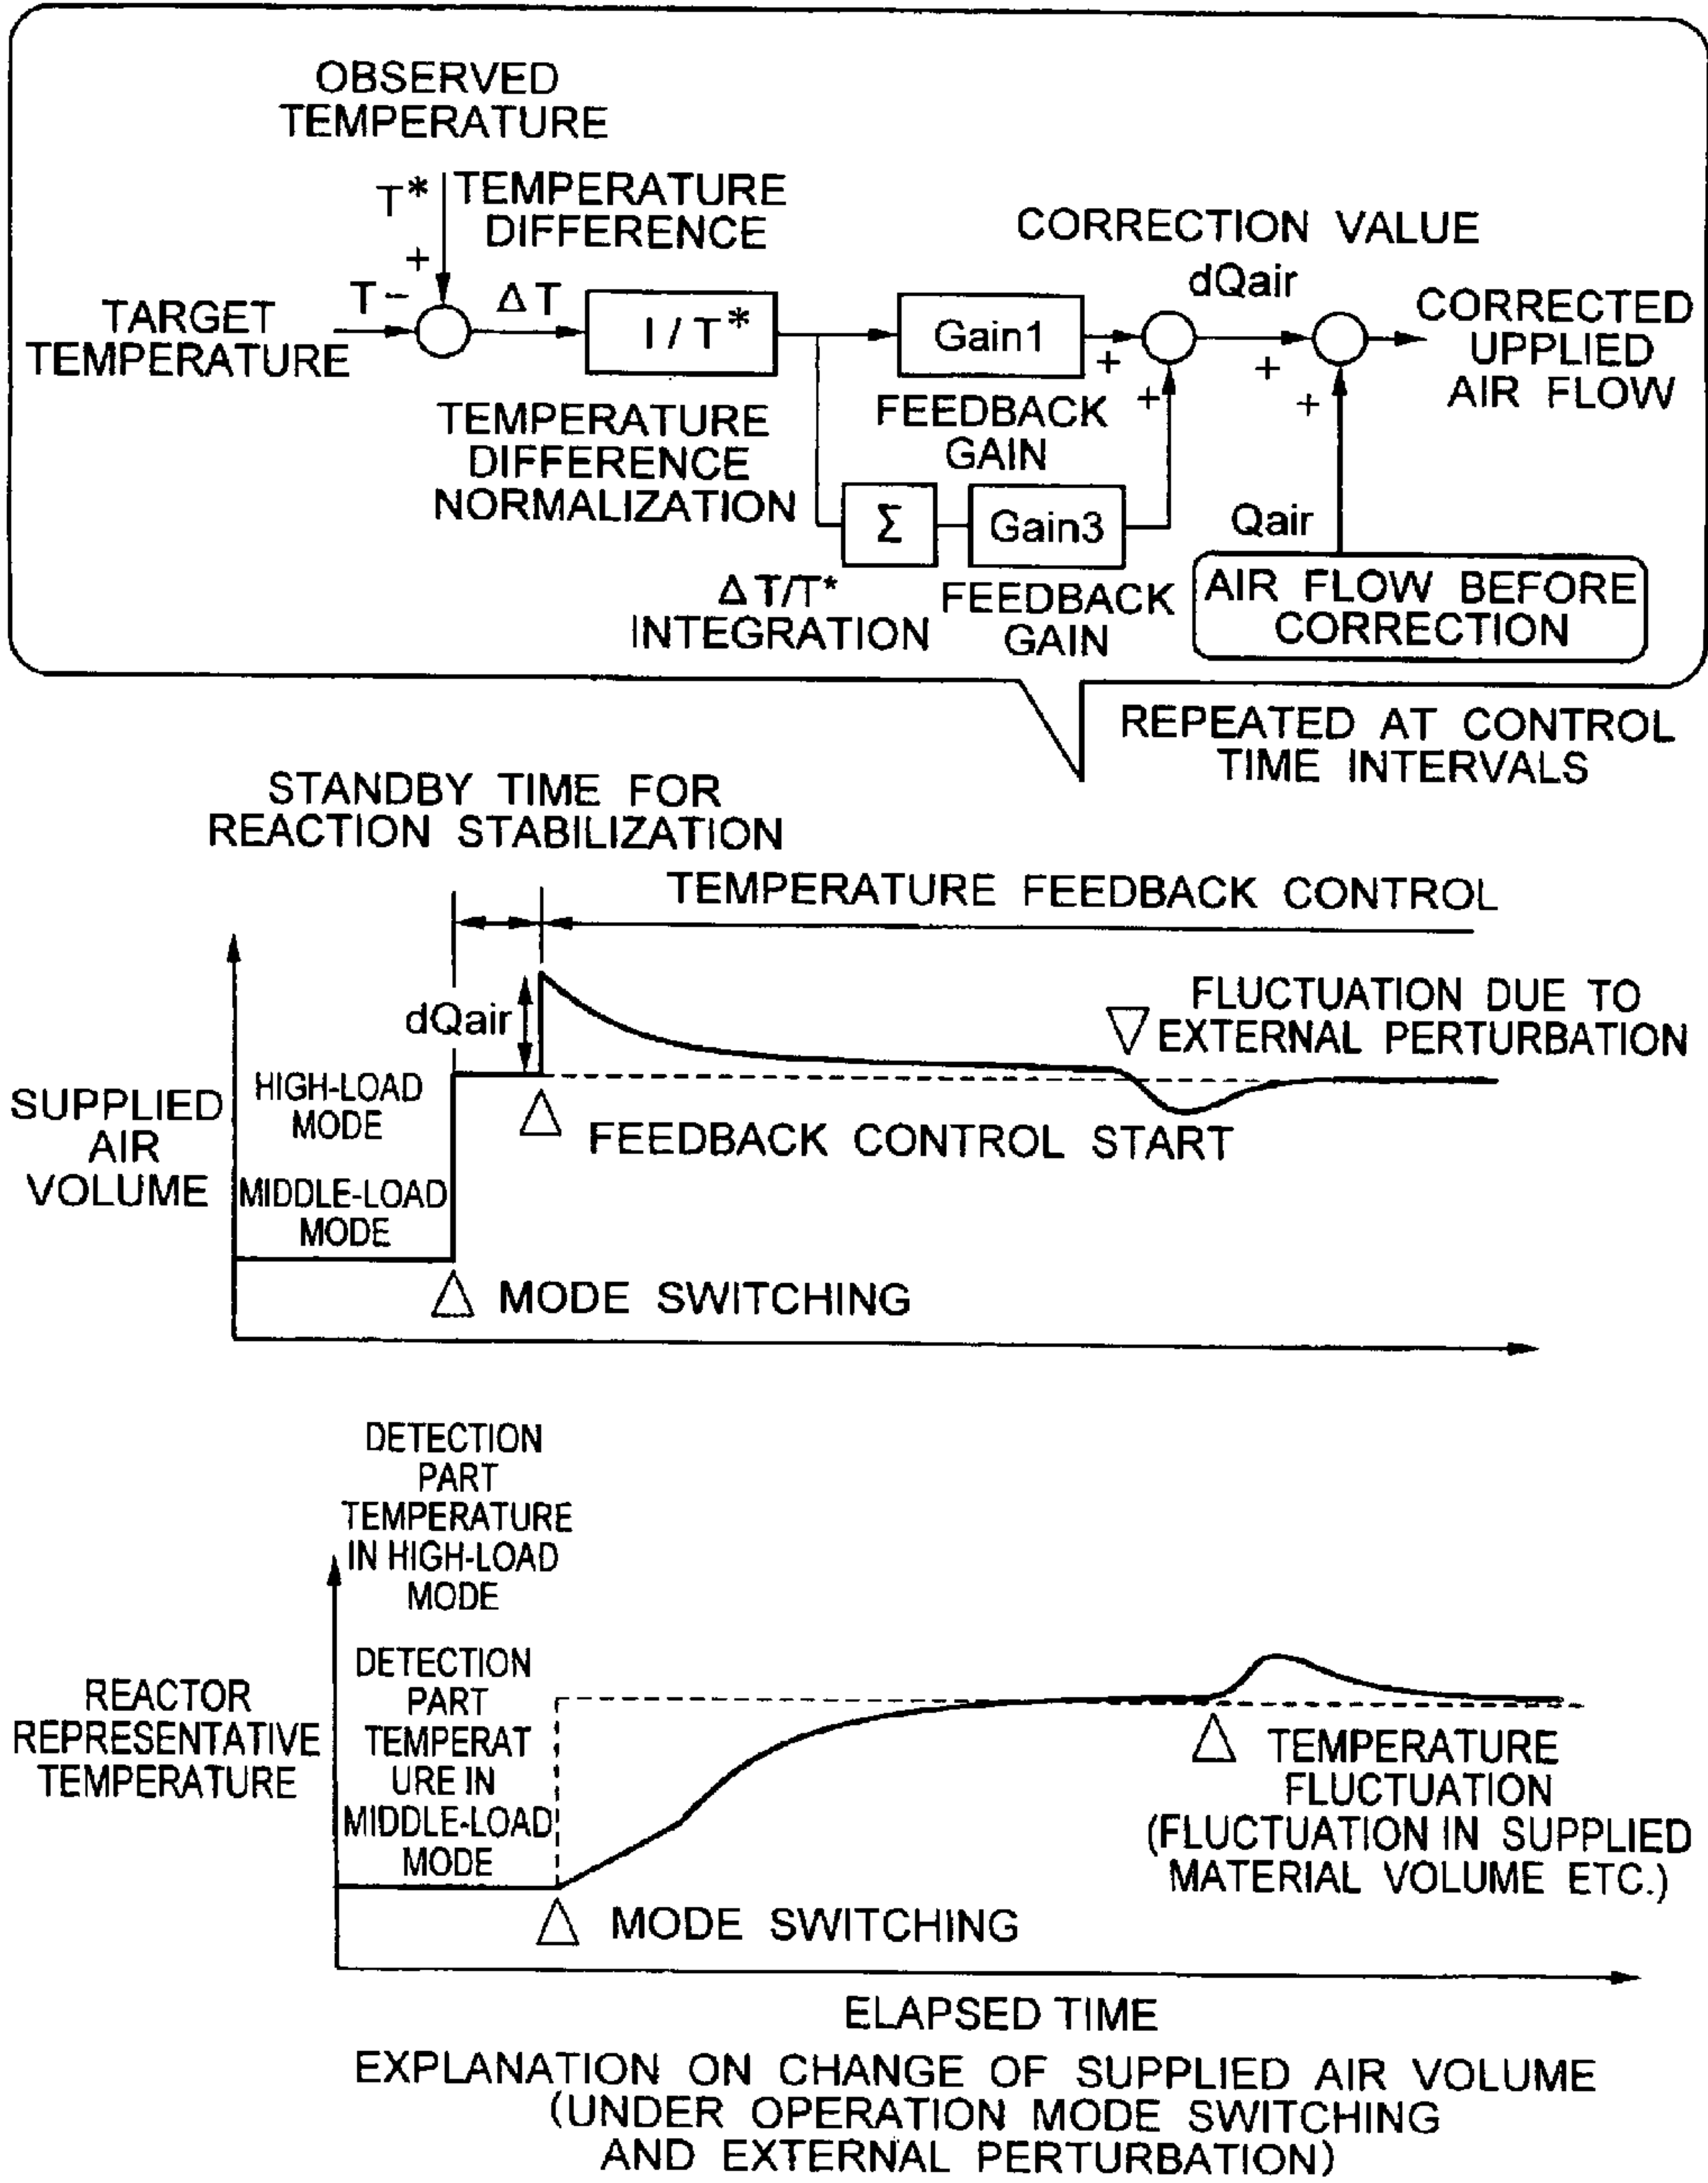 OBSERVED
TEMPERATURE
T*
TEMPERATURE
DIFFERENCE
+
T −
ΔT
TARGET
TEMPERATURE
I / T*
TEMPERATURE
DIFFERENCE
NORMALIZATION
Gain1
FEEDBACK
GAIN
Σ
ΔT/T*
INTEGRATION
Gain3
FEEDBACK
GAIN
+
+
CORRECTION VALUE
dQair
+
+
CORRECTED
UPPLIED
AIR FLOW
Qair
AIR FLOW BEFORE
CORRECTION
REPEATED AT CONTROL
TIME INTERVALS
STANDBY TIME FOR
REACTION STABILIZATION
TEMPERATURE FEEDBACK CONTROL
dQair
FLUCTUATION DUE TO
EXTERNAL PERTURBATION
SUPPLIED
AIR
VOLUME
HIGH-LOAD
MODE
MIDDLE-LOAD
MODE
FEEDBACK CONTROL START
MODE SWITCHING
DETECTION
PART
TEMPERATURE
IN HIGH-LOAD
MODE
DETECTION
PART
TEMPERAT
URE IN
MIDDLE-LOAD
MODE
REACTOR
REPRESENTATIVE
TEMPERATURE
TEMPERATURE
FLUCTUATION
(FLUCTUATION IN SUPPLIED
MATERIAL VOLUME ETC.)
MODE SWITCHING
ELAPSED TIME
EXPLANATION ON CHANGE OF SUPPLIED AIR VOLUME
(UNDER OPERATION MODE SWITCHING
AND EXTERNAL PERTURBATION)